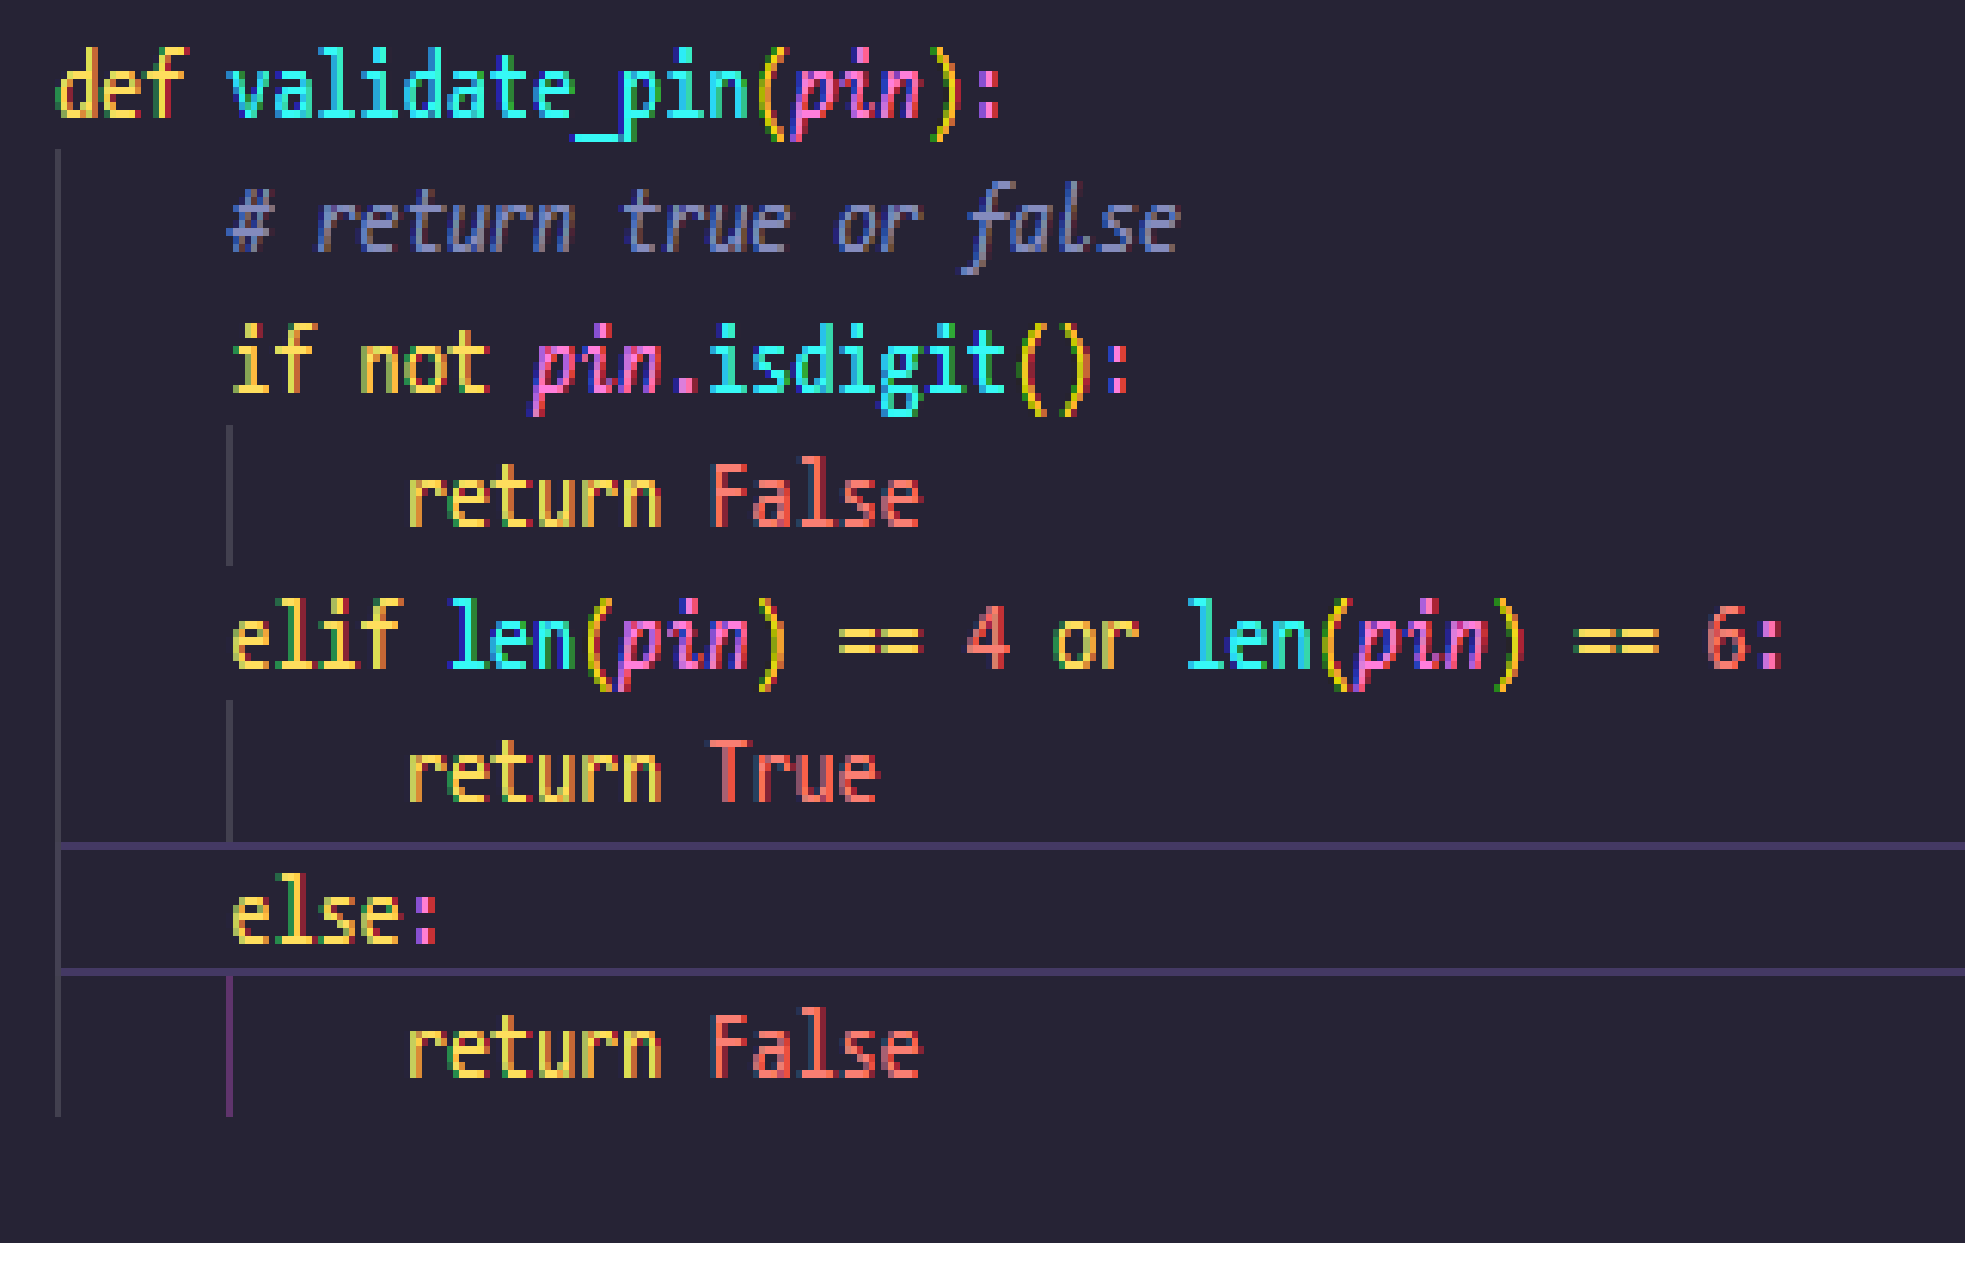 def validate_pin(pin):
    # return true or false
    if not pin.isdigit():
        return False
    elif len(pin) == 4 or len(pin) == 6:
        return True
    else:
        return False